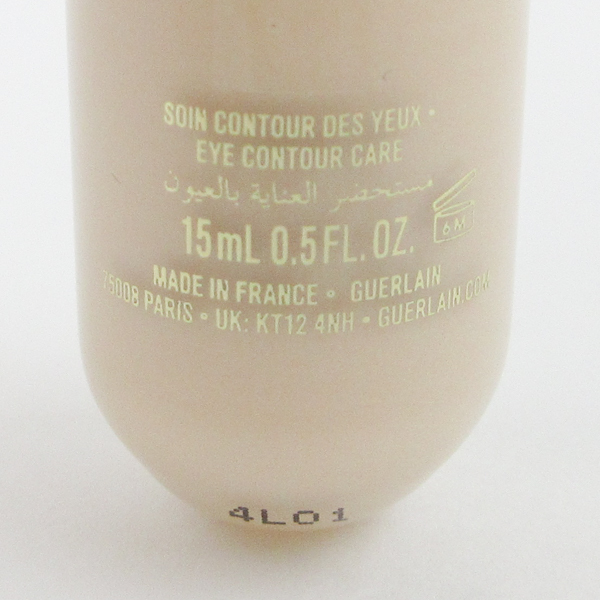 SOIN CONTOUR DES YEUX •
EYE CONTOUR CARE
مستحضر العناية بالعيون
15mL 0.5FL. OZ.
6M
MADE IN FRANCE • GUERLAIN
75008 PARIS • UK: KT12 4NH • GUERLAIN.COM
4L01